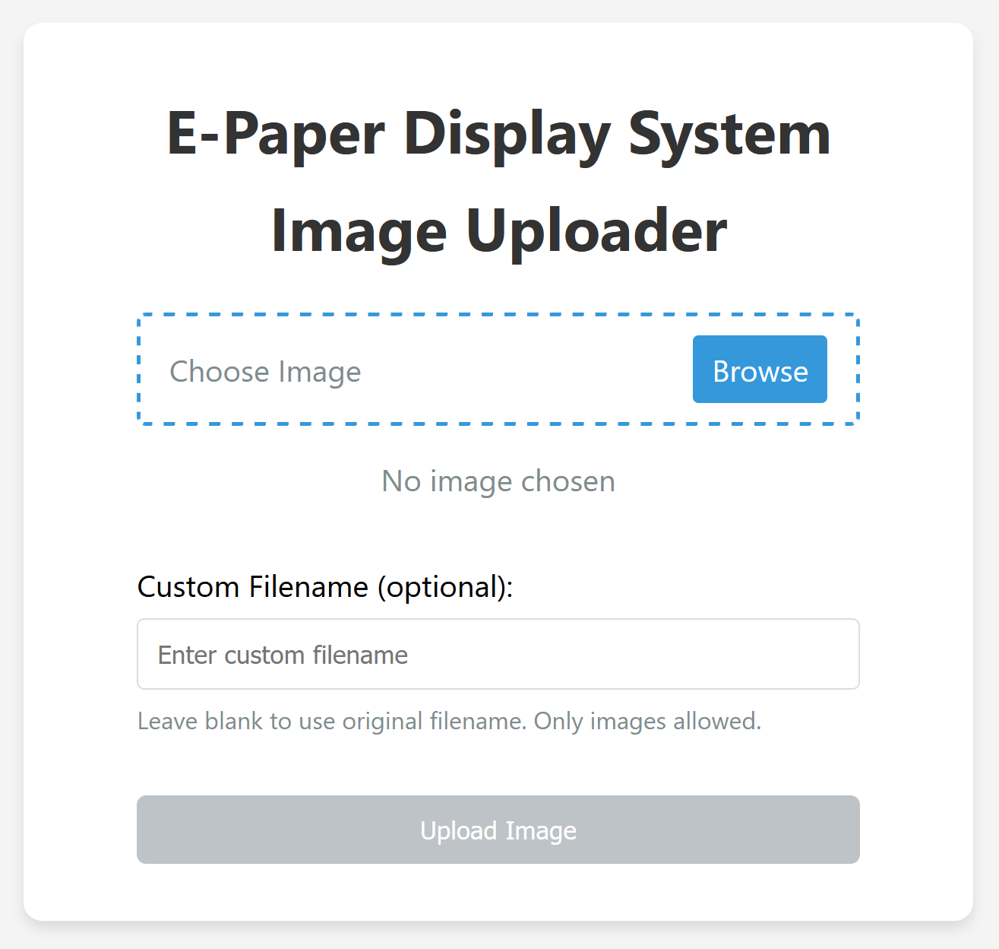 E-Paper Display System
Image Uploader
Choose Image
Browse
No image chosen
Custom Filename (optional):
Enter custom filename
Leave blank to use original filename. Only images allowed.
Upload Image